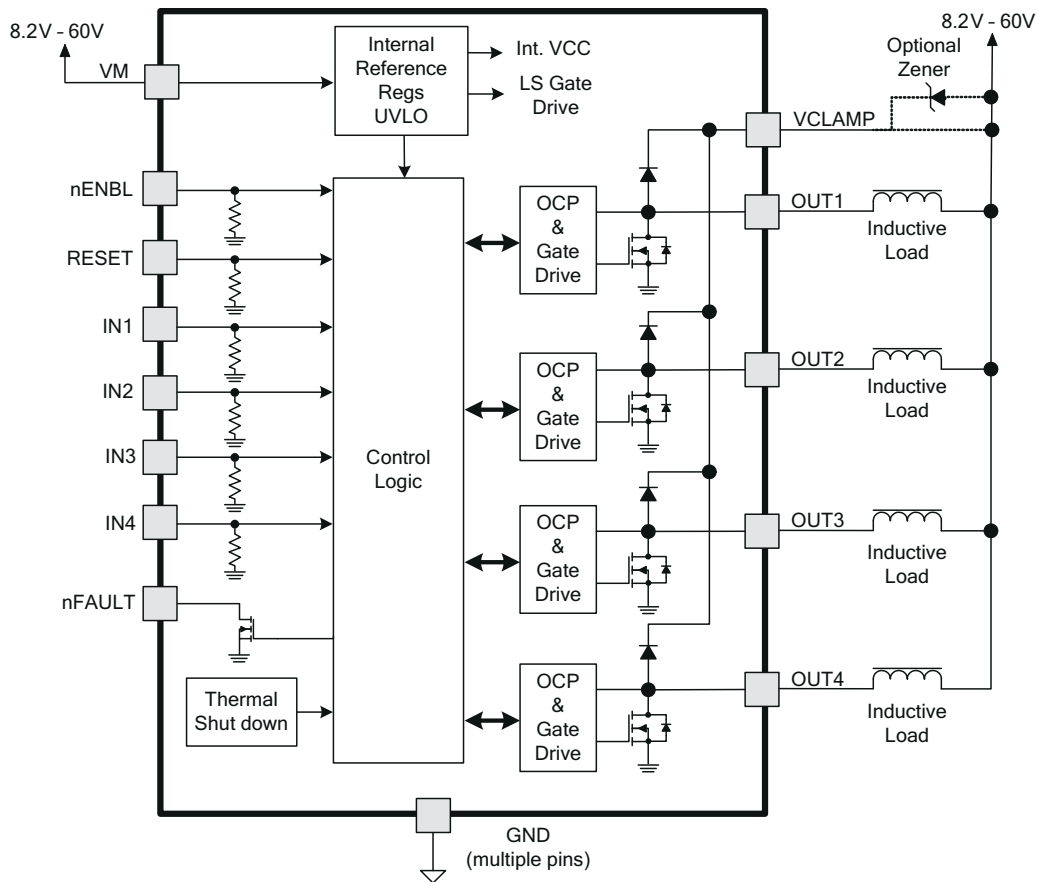 8.2V - 60V
VM
Internal
Reference
Regs
UVLO
Int. VCC
LS Gate
Drive
8.2V - 60V
Optional
Zener
VCLAMP
nENBL
RESET
IN1
IN2
IN3
IN4
nFAULT
Thermal
Shut down
Control
Logic
OCP
&
Gate
Drive
OUT1
Inductive
Load
OCP
&
Gate
Drive
OUT2
Inductive
Load
OCP
&
Gate
Drive
OUT3
Inductive
Load
OCP
&
Gate
Drive
OUT4
Inductive
Load
GND
(multiple pins)